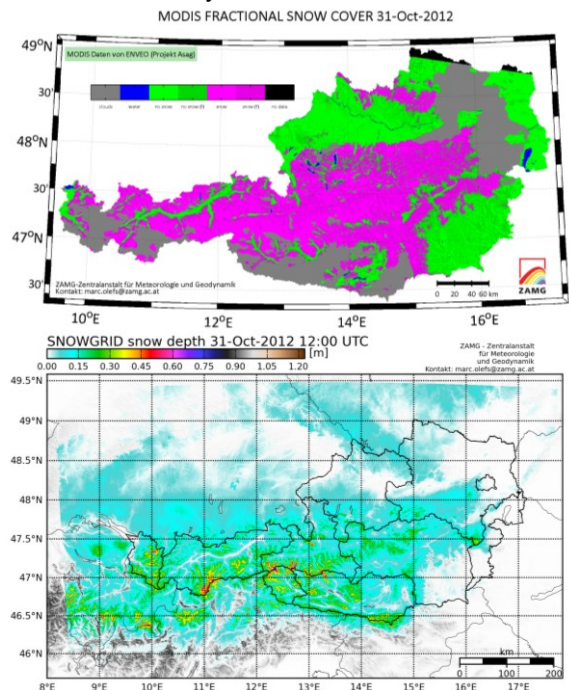 MODIS FRACTIONAL SNOW COVER 31-Oct-2012
49°N
MODIS Daten von ENVEO (Projekt Asag)
30'
clouds water no snow no snow(f) snow snow(f) no data
48°N
30'
47°N
ZAMG-Zentralanstalt für Meteorologie und Geodynamik
Kontakt: marc.olefs@zamg.ac.at
30'
ZAMG
0 20 40 60 km
10°E 12°E 14°E 16°E
SNOWGRID snow depth 31-Oct-2012 12:00 UTC
[m]
0.00 0.15 0.30 0.45 0.60 0.75 0.90 1.05 1.20
ZAMG - Zentralanstalt
für Meteorologie
und Geodynamik
Kontakt: marc.olefs@zamg.ac.at
49.5°N
49°N
48.5°N
48°N
47.5°N
47°N
46.5°N
46°N
km
0 100 200
8°E 9°E 10°E 11°E 12°E 13°E 14°E 15°E 16°E 17°E